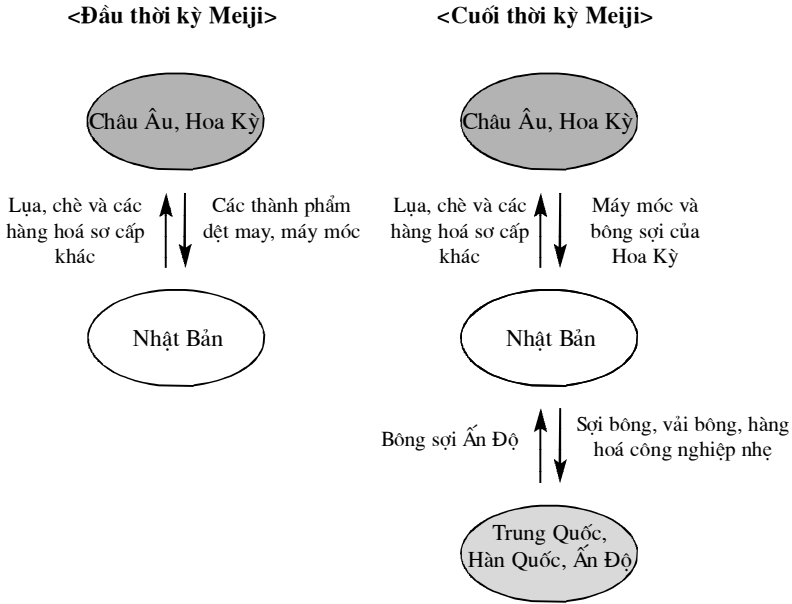 <Đầu thời kỳ Meiji>
Châu Âu, Hoa Kỳ
Lụa, chè và các
hàng hoá sơ cấp
khác
Các thành phẩm
dệt may, máy móc
Nhật Bản
<Cuối thời kỳ Meiji>
Châu Âu, Hoa Kỳ
Lụa, chè và các
hàng hoá sơ cấp
khác
Máy móc và
bông sợi của
Hoa Kỳ
Nhật Bản
Bông sợi Ấn Độ
Sợi bông, vải bông, hàng
hoá công nghiệp nhẹ
Trung Quốc,
Hàn Quốc, Ấn Độ